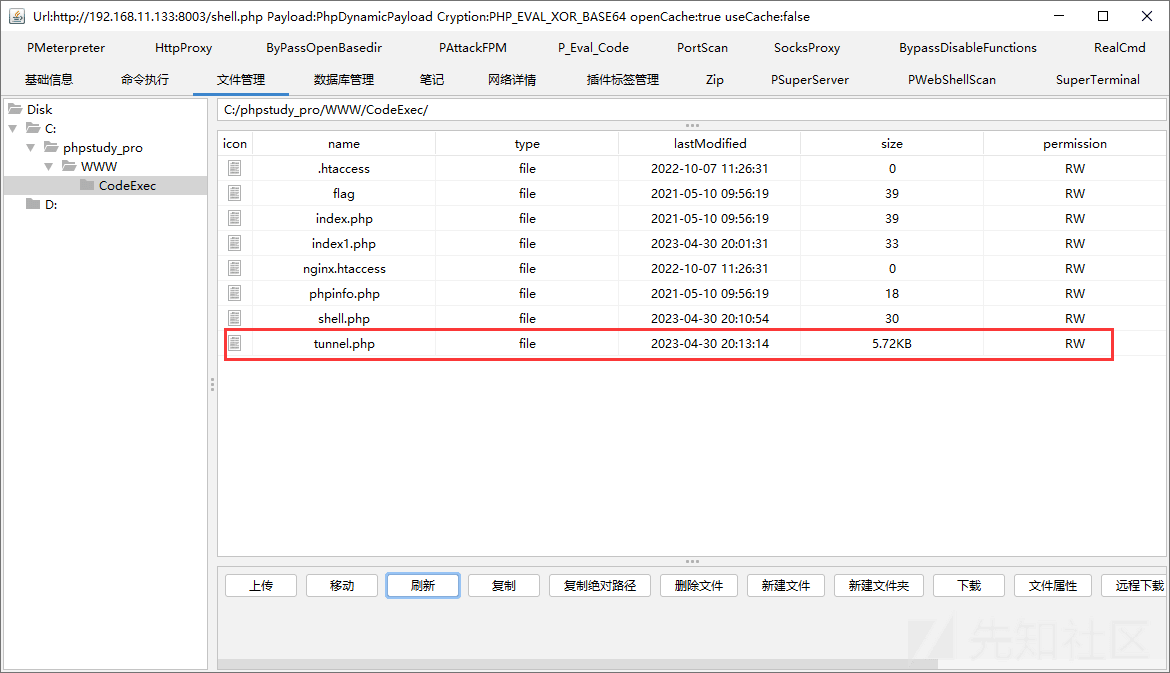 Url:http://192.168.11.133:8003/shell.php Payload:PhpDynamicPayload Cryption:PHP_EVAL_XOR_BASE64 openCache:true useCache:false
PMeterpreter HttpProxy ByPassOpenBasedir PAttackFPM P_Eval_Code PortScan SocksProxy BypassDisableFunctions RealCmd
基础信息 命令执行 文件管理 数据库管理 笔记 网络详情 插件标签管理 Zip PSuperServer PWebShellScan SuperTerminal
Disk
C:
phpstudy_pro
WWW
CodeExec
D:
C:/phpstudy_pro/WWW/CodeExec/
icon name type lastModified size permission
.htaccess file 2022-10-07 11:26:31 0 RW
flag file 2021-05-10 09:56:19 39 RW
index.php file 2021-05-10 09:56:19 39 RW
index1.php file 2023-04-30 20:01:31 33 RW
nginx.htaccess file 2022-10-07 11:26:31 0 RW
phpinfo.php file 2021-05-10 09:56:19 18 RW
shell.php file 2023-04-30 20:10:54 30 RW
tunnel.php file 2023-04-30 20:13:14 5.72KB RW
上传 移动 刷新 复制 复制绝对路径 删除文件 新建文件 新建文件夹 下载 文件属性 远程下载
先知社区